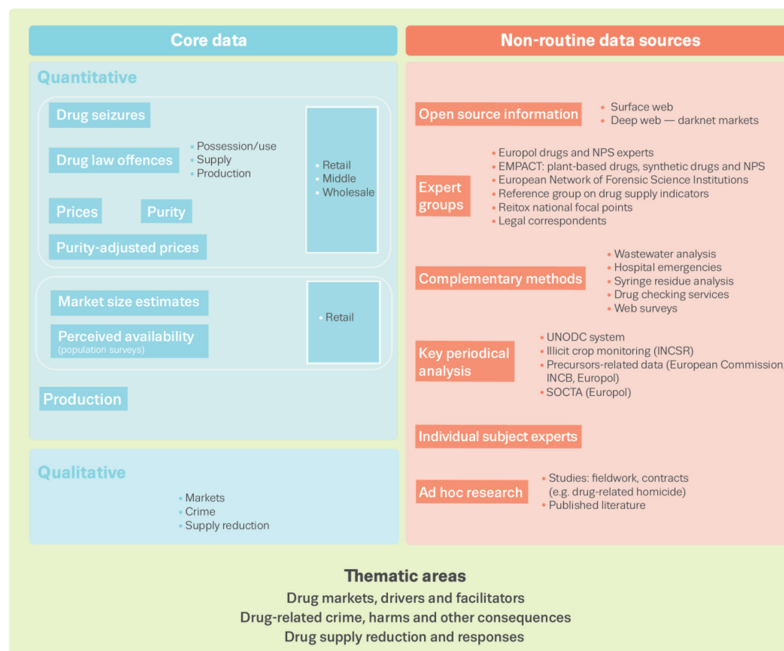 Core data
Quantitative
Drug seizures
Drug law offences
• Possession/use
• Supply
• Production
Prices
Purity
Purity-adjusted prices
• Retail
• Middle
• Wholesale
Market size estimates
Perceived availability
(population surveys)
• Retail
Production
Qualitative
• Markets
• Crime
• Supply reduction
Non-routine data sources
Open source information
• Surface web
• Deep web — darknet markets
Expert
groups
• Europol drugs and NPS experts
• EMPACT: plant-based drugs, synthetic drugs and NPS
• European Network of Forensic Science Institutions
• Reference group on drug supply indicators
• Reitox national focal points
• Legal correspondents
Complementary methods
• Wastewater analysis
• Hospital emergencies
• Syringe residue analysis
• Drug checking services
• Web surveys
Key periodical
analysis
• UNODC system
• Illicit crop monitoring (INCSR)
• Precursors-related data (European Commission,
INCB, Europol)
• SOCTA (Europol)
Individual subject experts
Ad hoc research
• Studies: fieldwork, contracts
(e.g. drug-related homicide)
• Published literature
Thematic areas
Drug markets, drivers and facilitators
Drug-related crime, harms and other consequences
Drug supply reduction and responses